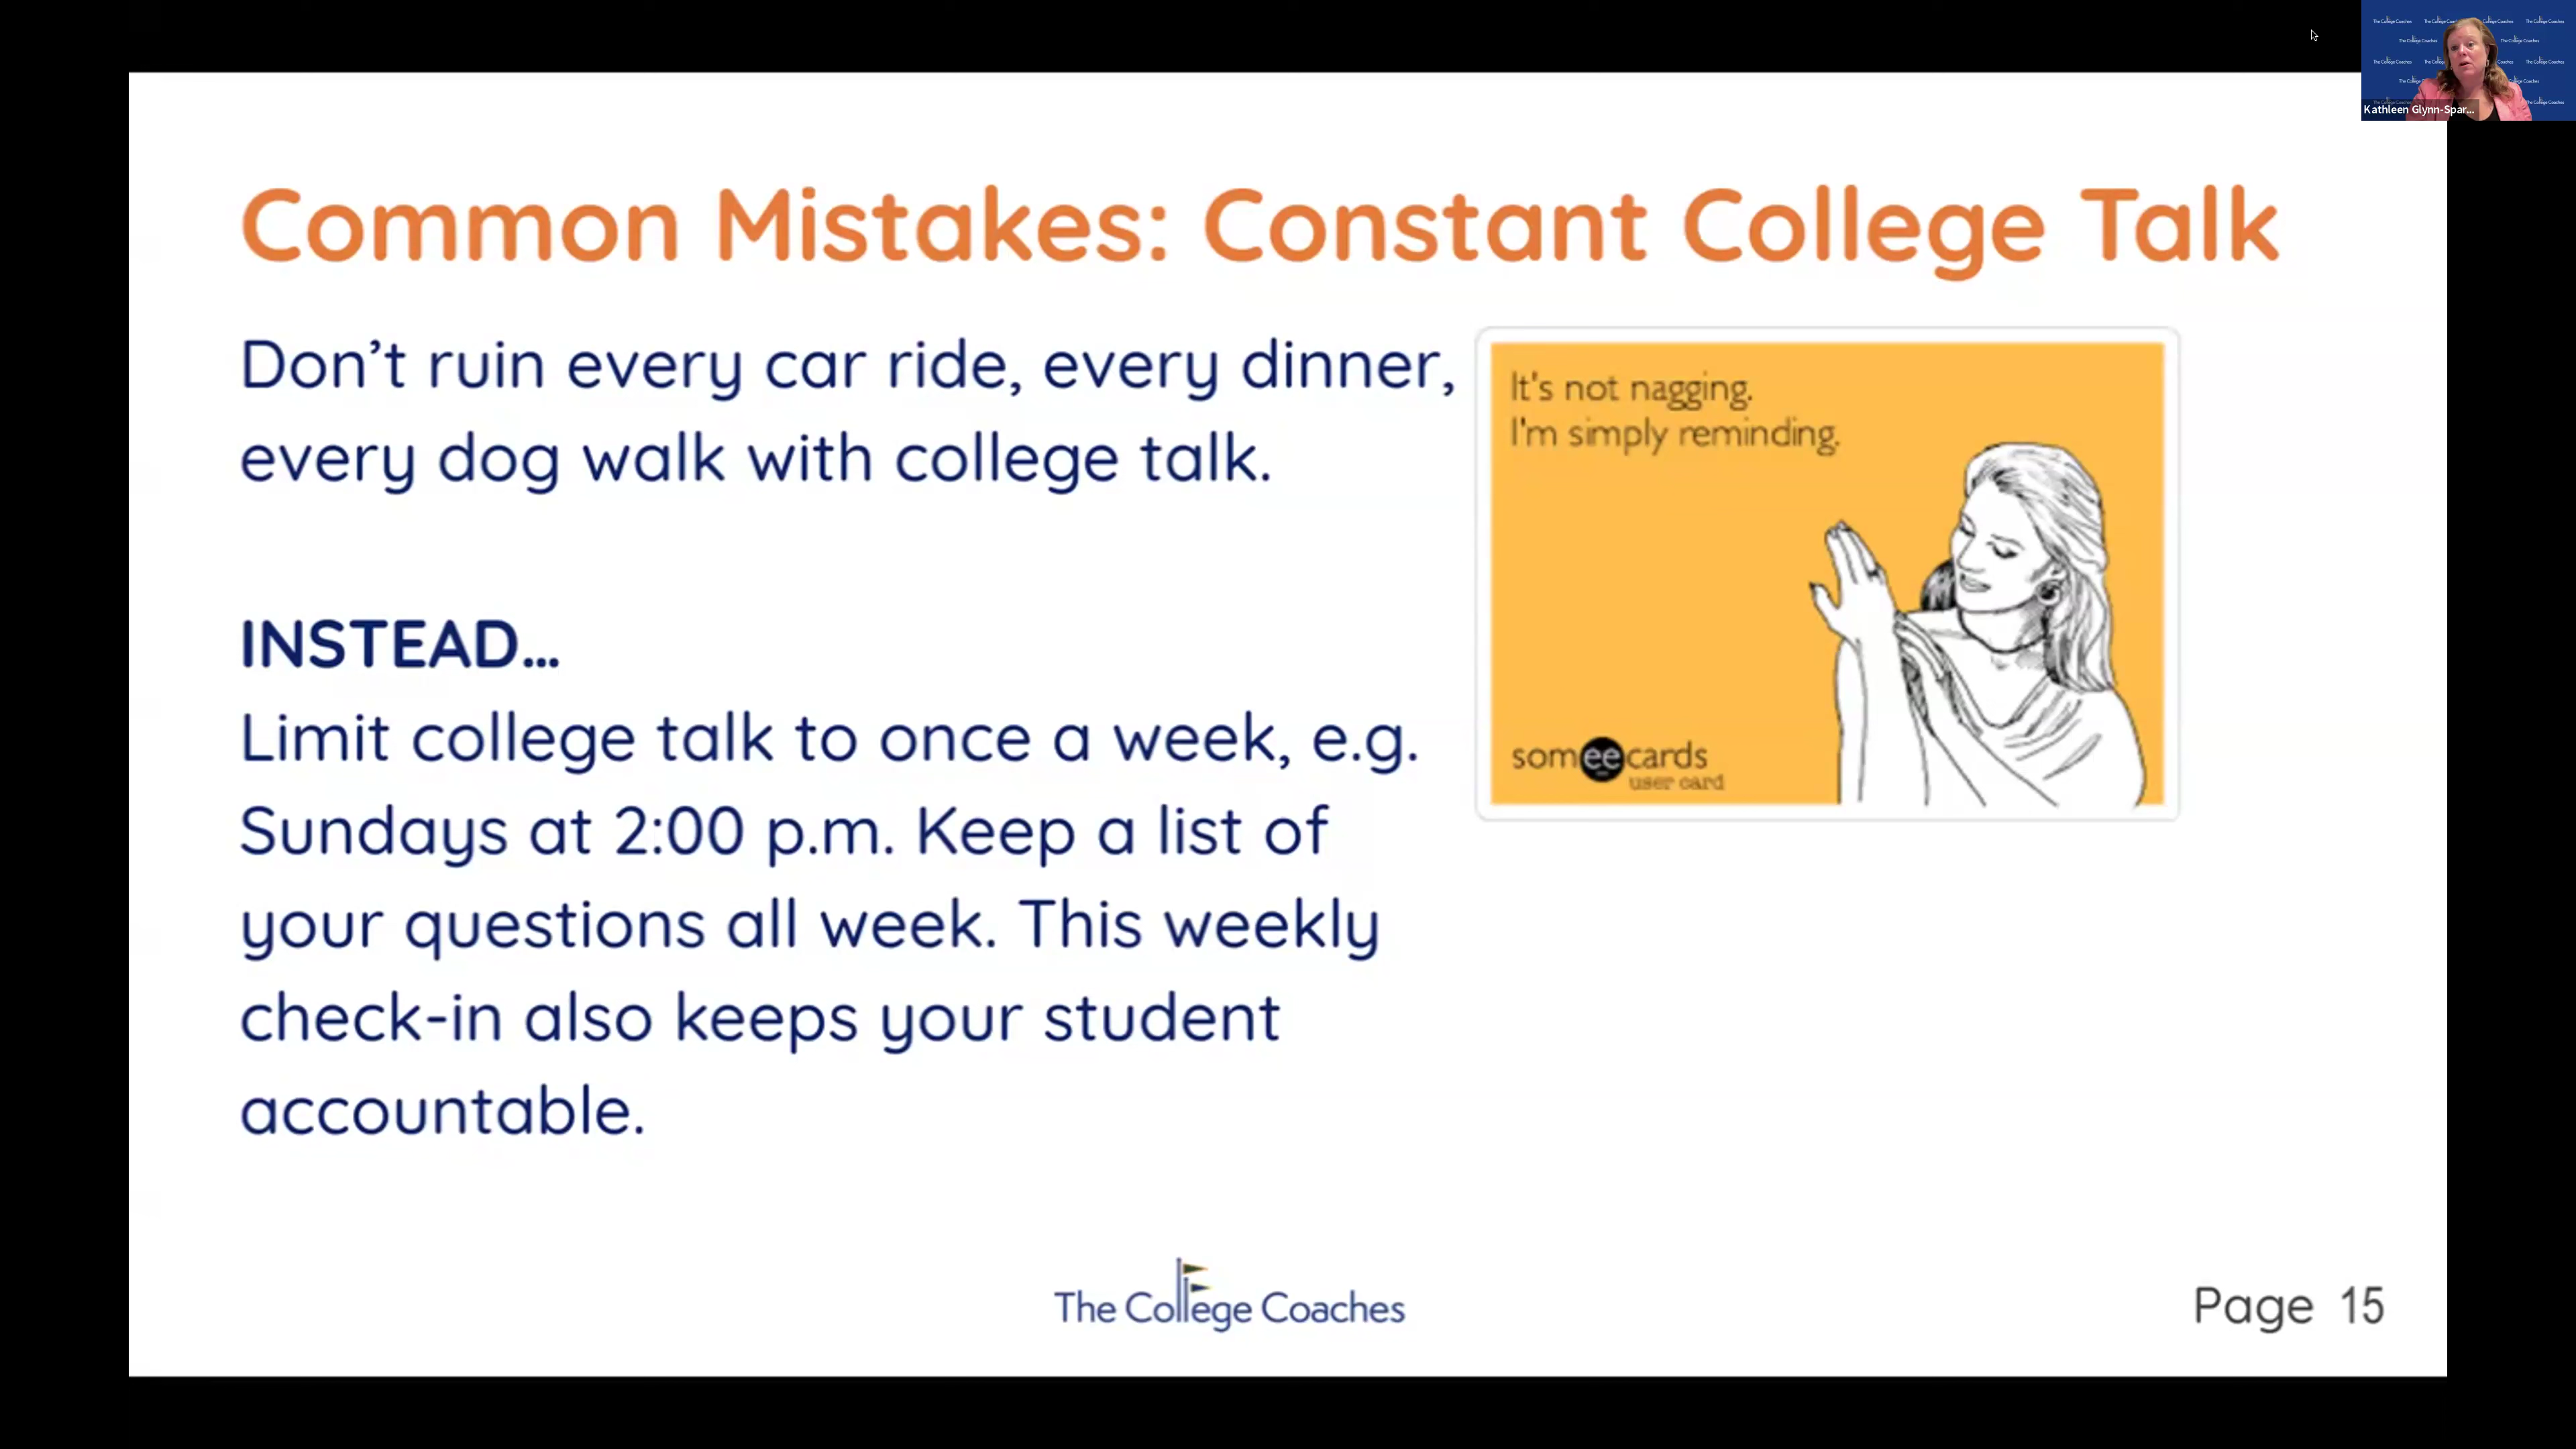 Common Mistakes: Constant College Talk
Don’t ruin every car ride, every dinner,
every dog walk with college talk.
INSTEAD...
Limit college talk to once a week, e.g.
Sundays at 2:00 p.m. Keep a list of
your questions all week. This weekly
check-in also keeps your student
accountable.
It's not nagging.
I'm simply reminding.
someecards
user card
The College Coaches
Page 15
The College Coaches
Kathleen Glynn-Spar...